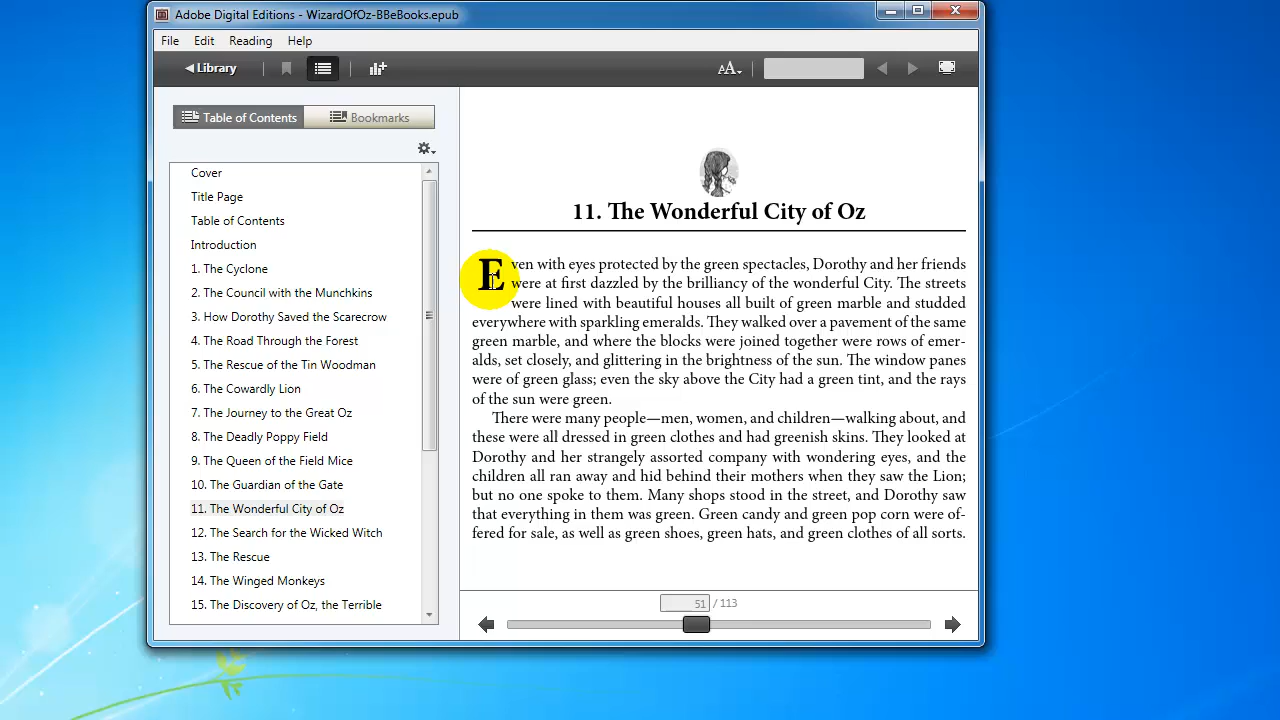 Adobe Digital Editions - WizardOfOz-BBeBooks.epub
File Edit Reading Help
Library
AA
Table of Contents Bookmarks
Cover
Title Page
Table of Contents
Introduction
1. The Cyclone
2. The Council with the Munchkins
3. How Dorothy Saved the Scarecrow
4. The Road Through the Forest
5. The Rescue of the Tin Woodman
6. The Cowardly Lion
7. The Journey to the Great Oz
8. The Deadly Poppy Field
9. The Queen of the Field Mice
10. The Guardian of the Gate
11. The Wonderful City of Oz
12. The Search for the Wicked Witch
13. The Rescue
14. The Winged Monkeys
15. The Discovery of Oz, the Terrible
11. The Wonderful City of Oz
Even with eyes protected by the green spectacles, Dorothy and her friends
were at first dazzled by the brilliancy of the wonderful City. The streets
were lined with beautiful houses all built of green marble and studded
everywhere with sparkling emeralds. They walked over a pavement of the same
green marble, and where the blocks were joined together were rows of emer-
alds, set closely, and glittering in the brightness of the sun. The window panes
were of green glass; even the sky above the City had a green tint, and the rays
of the sun were green.
There were many people—men, women, and children—walking about, and
these were all dressed in green clothes and had greenish skins. They looked at
Dorothy and her strangely assorted company with wondering eyes, and the
children all ran away and hid behind their mothers when they saw the Lion;
but no one spoke to them. Many shops stood in the street, and Dorothy saw
that everything in them was green. Green candy and green pop corn were of-
fered for sale, as well as green shoes, green hats, and green clothes of all sorts.
51 / 113